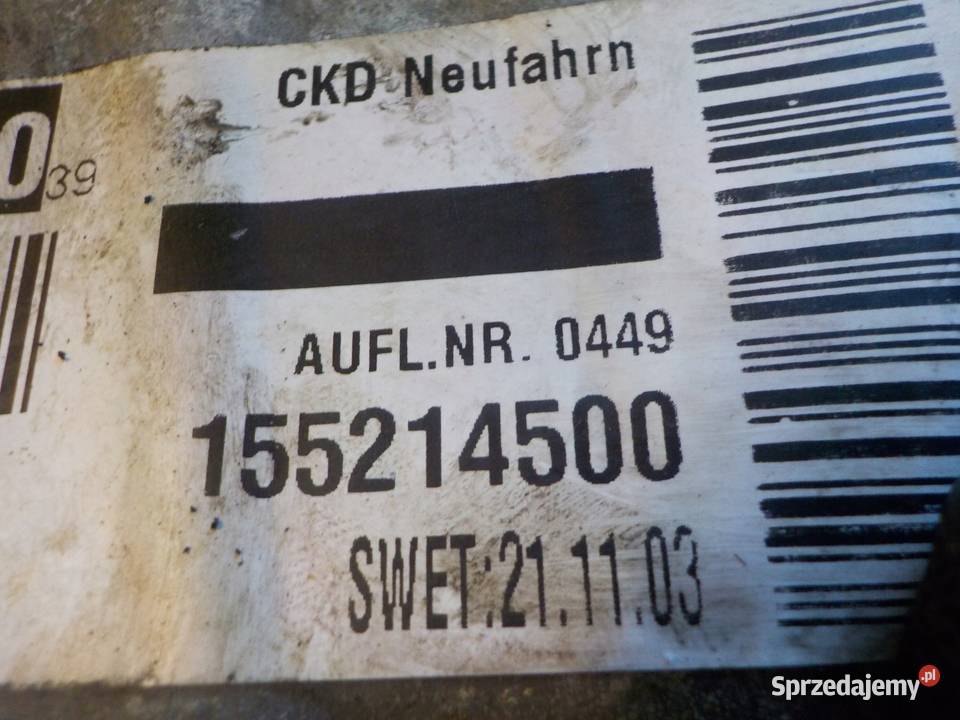 CKD Neufahrn
0
39
AUFL.NR. 0449
155214500
SWET:21.11.03
Sprzedajemy.pl